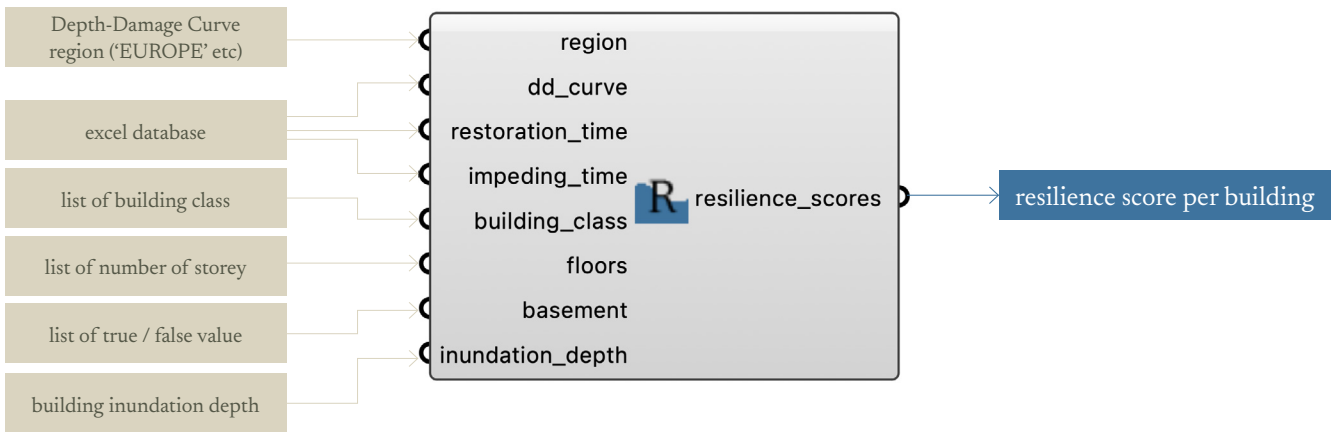 Depth-Damage Curve
region (‘EUROPE’ etc)
excel database
list of building class
list of number of storey
list of true / false value
building inundation depth
region
dd_curve
restoration_time
impeding_time
building_class
floors
basement
inundation_depth
R
resilience_scores
resilience score per building